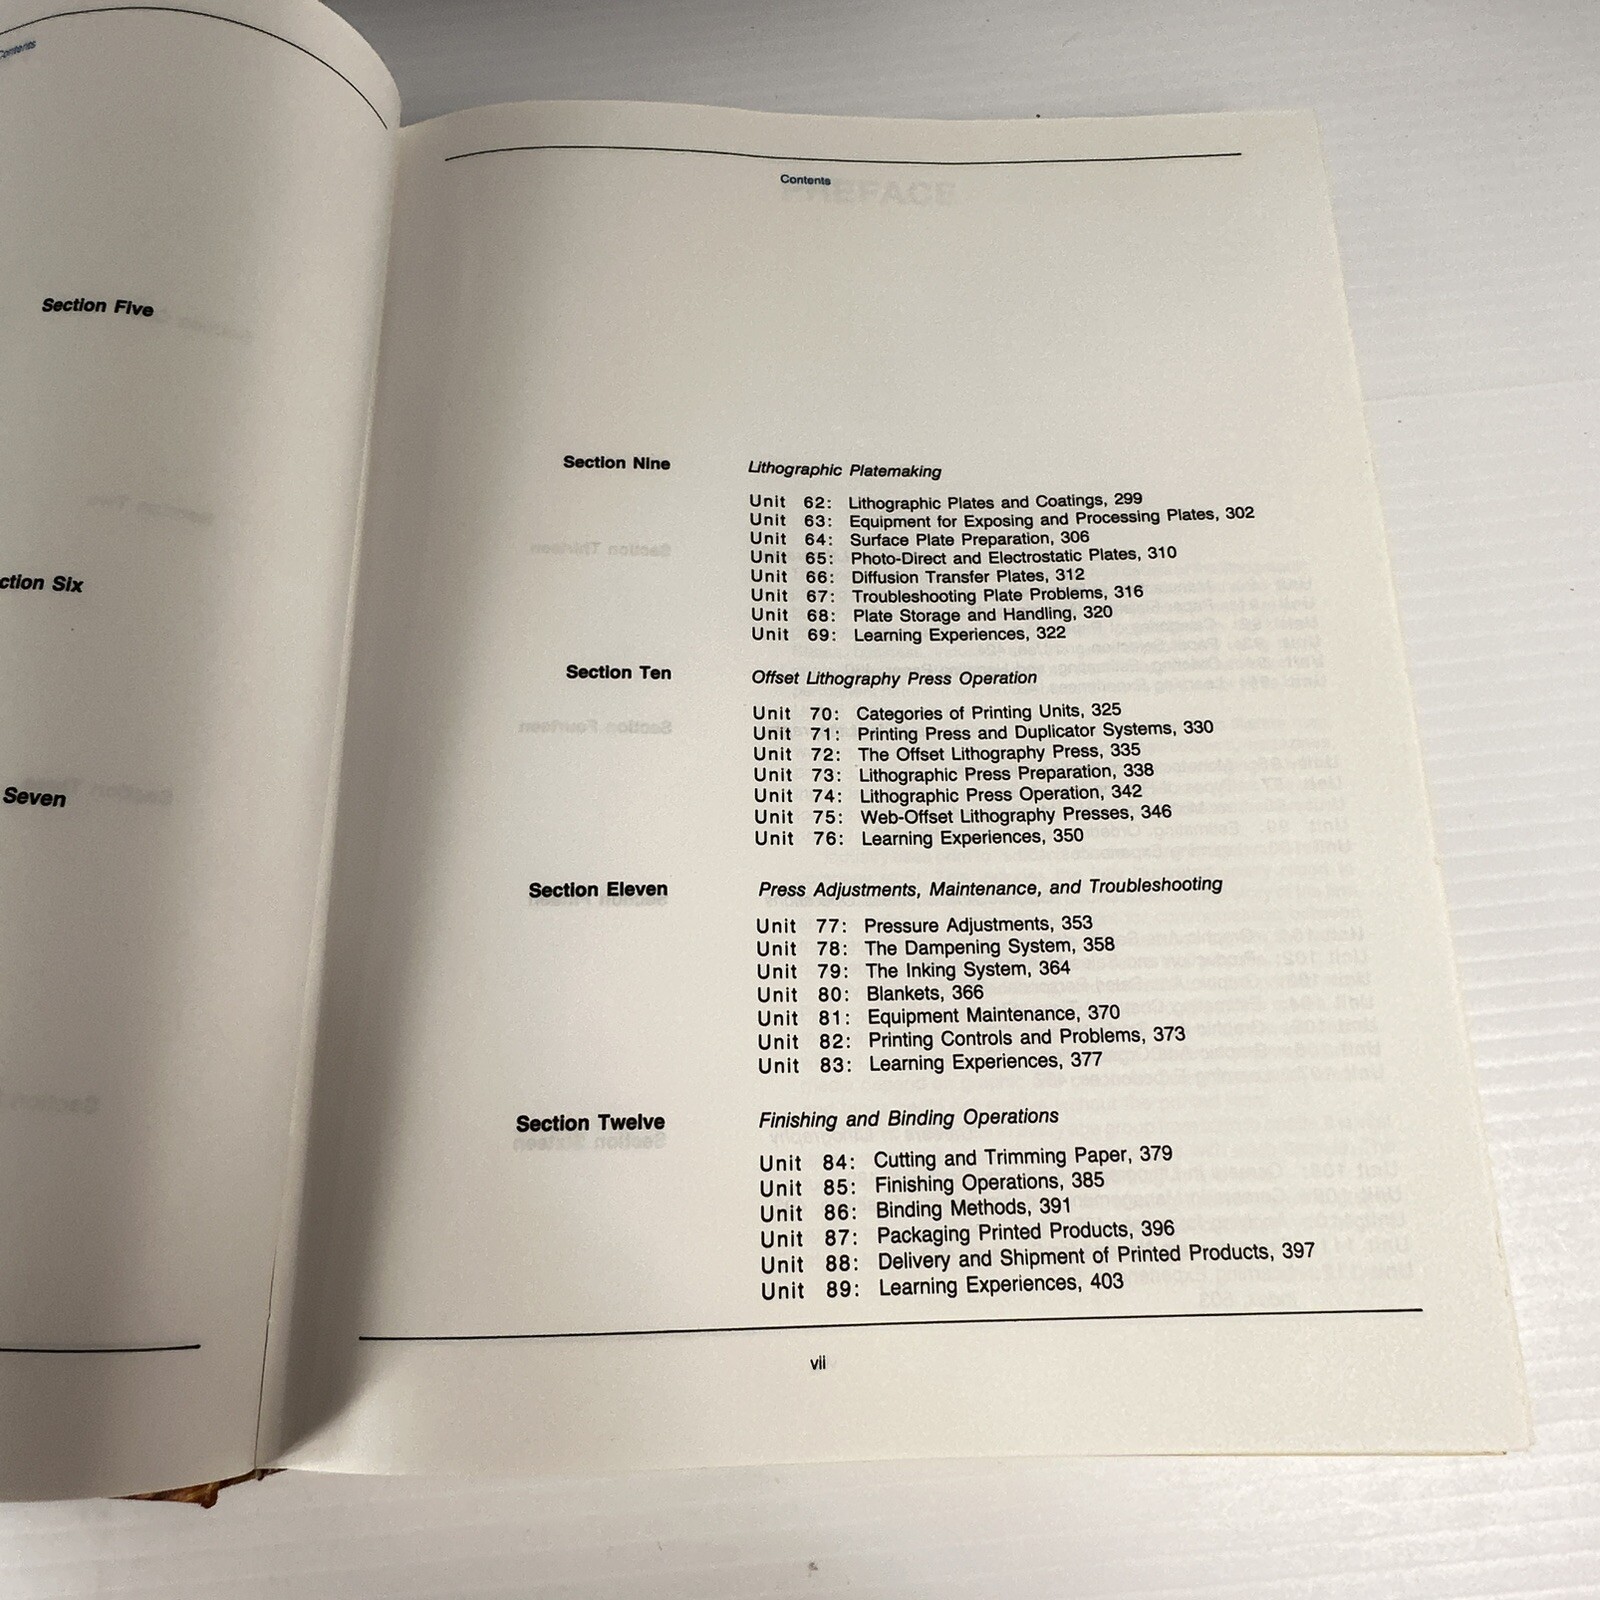 Contents
Section Five
ction Six
Seven
Contents
PREFACE
Section Nine
Lithographic Platemaking
Unit 62: Lithographic Plates and Coatings, 299
Unit 63: Equipment for Exposing and Processing Plates, 302
Unit 64: Surface Plate Preparation, 306
Unit 65: Photo-Direct and Electrostatic Plates, 310
Unit 66: Diffusion Transfer Plates, 312
Unit 67: Troubleshooting Plate Problems, 316
Unit 68: Plate Storage and Handling, 320
Unit 69: Learning Experiences, 322
Section Ten
Offset Lithography Press Operation
Unit 70: Categories of Printing Units, 325
Unit 71: Printing Press and Duplicator Systems, 330
Unit 72: The Offset Lithography Press, 335
Unit 73: Lithographic Press Preparation, 338
Unit 74: Lithographic Press Operation, 342
Unit 75: Web-Offset Lithography Presses, 346
Unit 76: Learning Experiences, 350
Section Eleven
Press Adjustments, Maintenance, and Troubleshooting
Unit 77: Pressure Adjustments, 353
Unit 78: The Dampening System, 358
Unit 79: The Inking System, 364
Unit 80: Blankets, 366
Unit 81: Equipment Maintenance, 370
Unit 82: Printing Controls and Problems, 373
Unit 83: Learning Experiences, 377
Section Twelve
Finishing and Binding Operations
Unit 84: Cutting and Trimming Paper, 379
Unit 85: Finishing Operations, 385
Unit 86: Binding Methods, 391
Unit 87: Packaging Printed Products, 396
Unit 88: Delivery and Shipment of Printed Products, 397
Unit 89: Learning Experiences, 403
vii